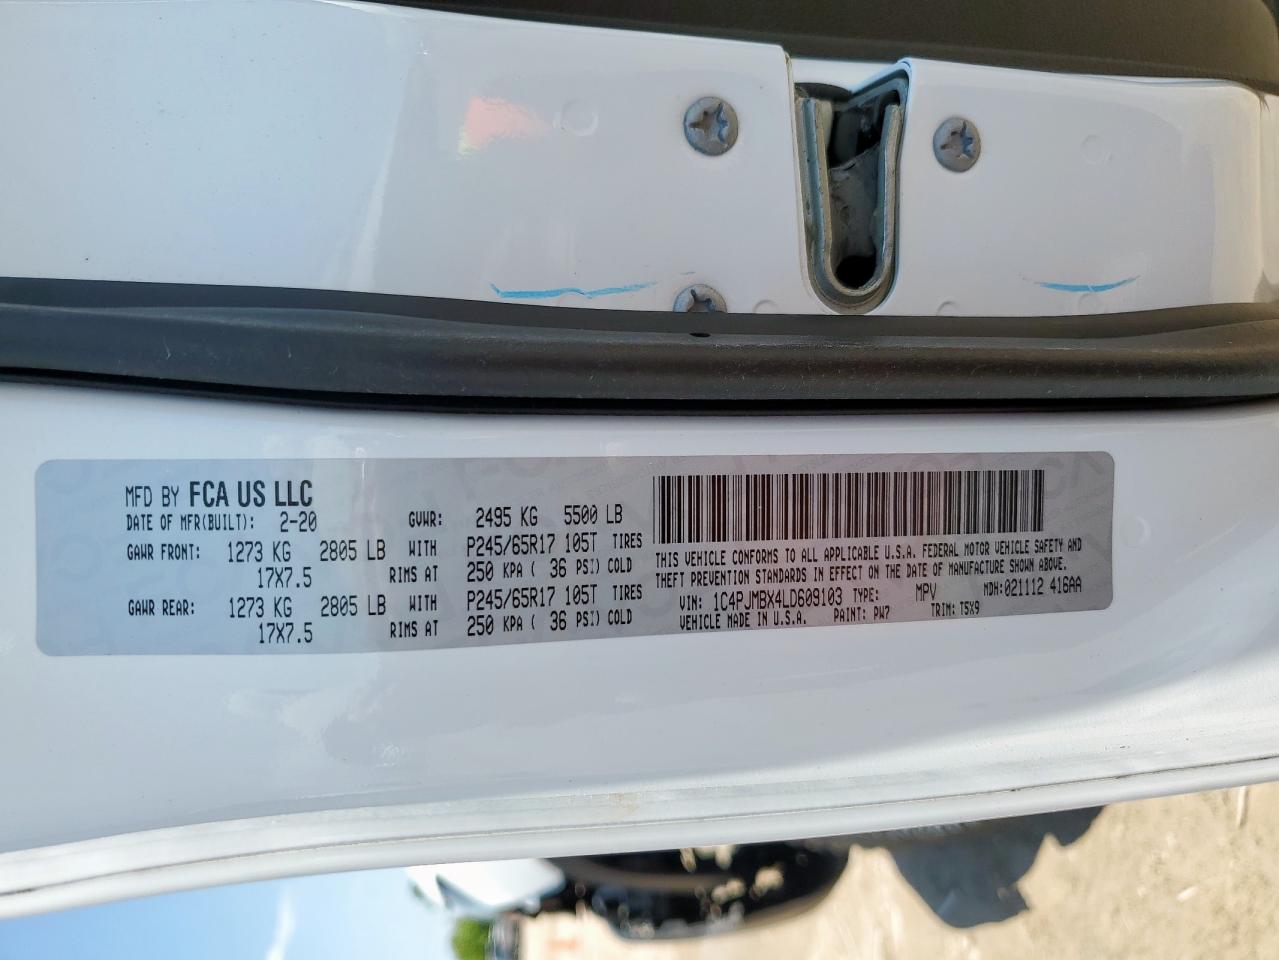 MFD BY FCA US LLC
DATE OF MFR(BUILT): 2-20 GVWR: 2495 KG 5500 LB
GAWR FRONT: 1273 KG 2805 LB WITH P245/65R17 105T TIRES
17X7.5 RIMS AT 250 KPA ( 36 PSI) COLD
GAWR REAR: 1273 KG 2805 LB WITH P245/65R17 105T TIRES
17X7.5 RIMS AT 250 KPA ( 36 PSI) COLD
THIS VEHICLE CONFORMS TO ALL APPLICABLE U.S.A. FEDERAL MOTOR VEHICLE SAFETY AND
THEFT PREVENTION STANDARDS IN EFFECT ON THE DATE OF MANUFACTURE SHOWN ABOVE.
VIN: 1C4PJMBX4LD609103 TYPE: MPV MDH:021112 416AA
VEHICLE MADE IN U.S.A. PAINT: PW7 TRIM: T5X9